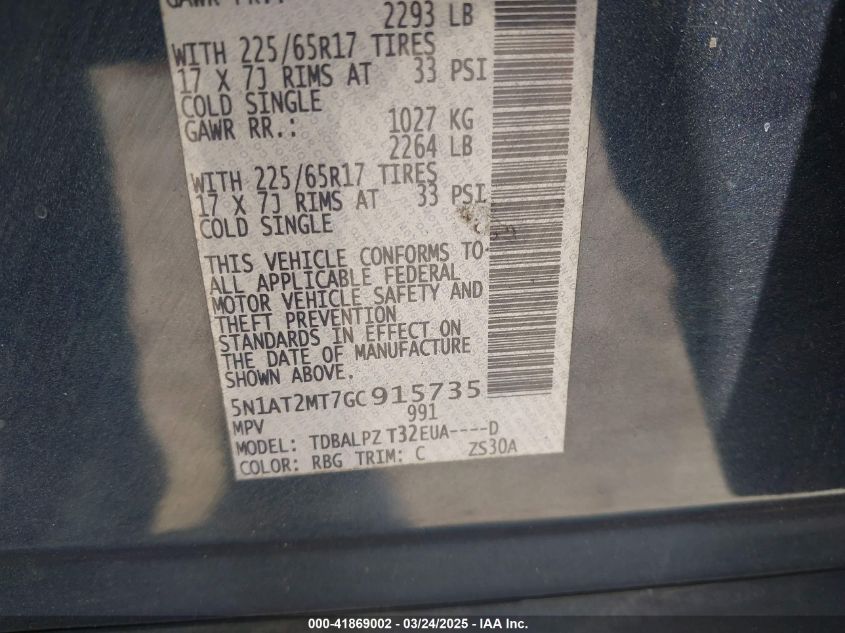 GAWR FR.:
2293 LB
WITH 225/65R17 TIRES
17 X 7J RIMS AT 33 PSI
COLD SINGLE
GAWR RR.: 1027 KG
2264 LB
WITH 225/65R17 TIRES
17 X 7J RIMS AT 33 PSI
COLD SINGLE
THIS VEHICLE CONFORMS TO
ALL APPLICABLE FEDERAL
MOTOR VEHICLE SAFETY AND
THEFT PREVENTION
STANDARDS IN EFFECT ON
THE DATE OF MANUFACTURE
SHOWN ABOVE.
5N1AT2MT7GC915735
MPV 991
MODEL: TDBALPZ T32EUA----D
COLOR: RBG TRIM: C ZS30A
000-41869002 - 03/24/2025 - IAA Inc.